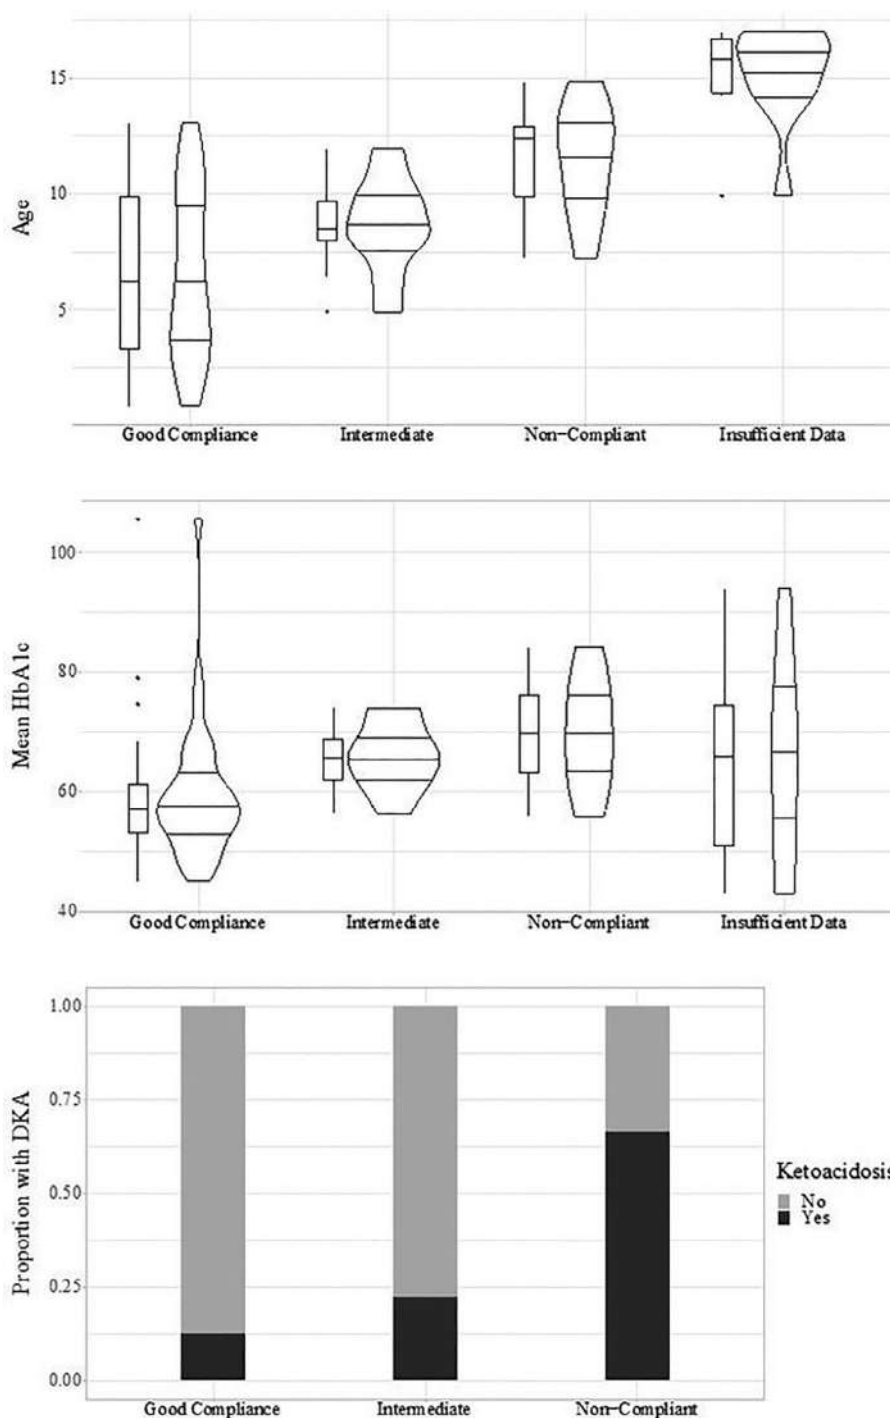 Age
15
10
5
Good Compliance Intermediate Non-Compliant Insufficient Data
Mean HbA1c
100
80
60
40
Good Compliance Intermediate Non-Compliant Insufficient Data
Proportion with DKA
1.00
0.75
0.50
0.25
0.00
Good Compliance Intermediate Non-Compliant
Ketoacidosis
No
Yes